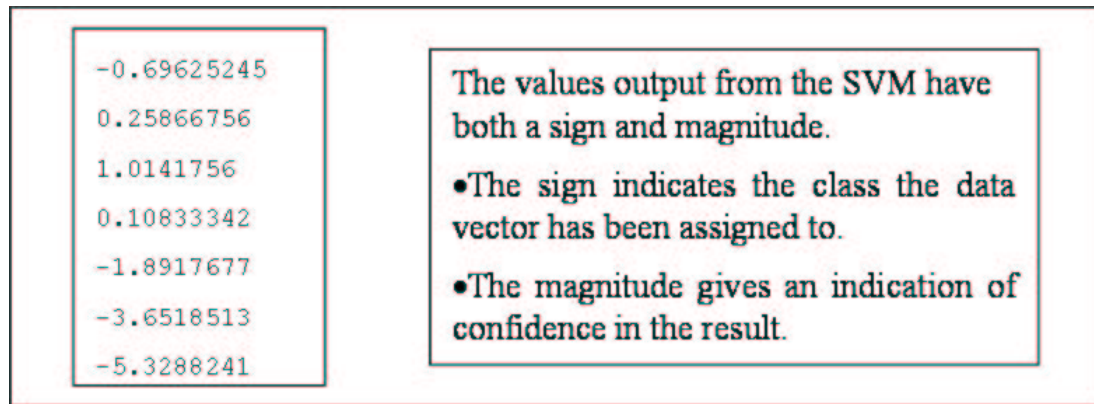 -0.69625245
0.25866756
1.0141756
0.10833342
-1.8917677
-3.6518513
-5.3288241
The values output from the SVM have
both a sign and magnitude.
•The sign indicates the class the data
vector has been assigned to.
•The magnitude gives an indication of
confidence in the result.